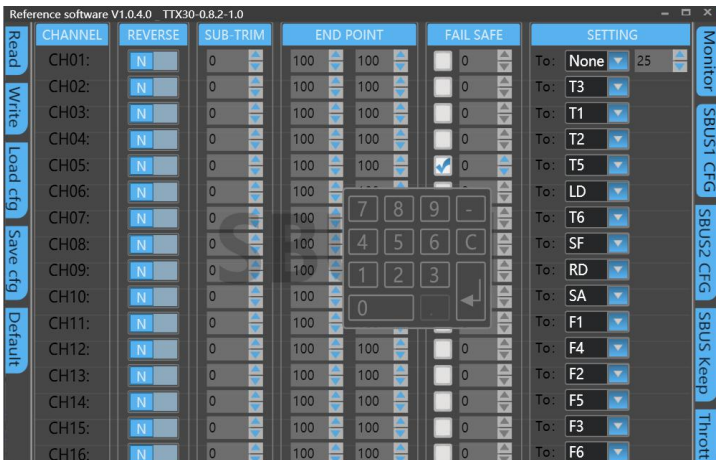 Reference software V1.0.4.0 TTX30-0.8.2-1.0
CHANNEL REVERSE SUB-TRIM END POINT FAIL SAFE SETTING
CH01: N 0 100 100 0 To: None 25
CH02: N 0 100 100 0 To: T3
CH03: N 0 100 100 0 To: T1
CH04: N 0 100 100 0 To: T2
CH05: N 0 100 100 0 To: T5
CH06: N 0 100 To: LD
CH07: N 0 100 To: T6
CH08: N 0 100 To: SF
CH09: N 0 100 To: RD
CH10: N 0 100 To: SA
CH11: N 0 100 To: F1
CH12: N 0 100 100 0 To: F4
CH13: N 0 100 100 0 To: F2
CH14: N 0 100 100 0 To: F5
CH15: N 0 100 100 0 To: F3
CH16: N 0 100 100 0 To: F6
7 8 9 -
4 5 6 C
1 2 3
0 .
Read
Write
Load cfg
Save cfg
Default
Monitor
SBUS1 CFG
SBUS2 CFG
SBUS Keep
Thrott
SB